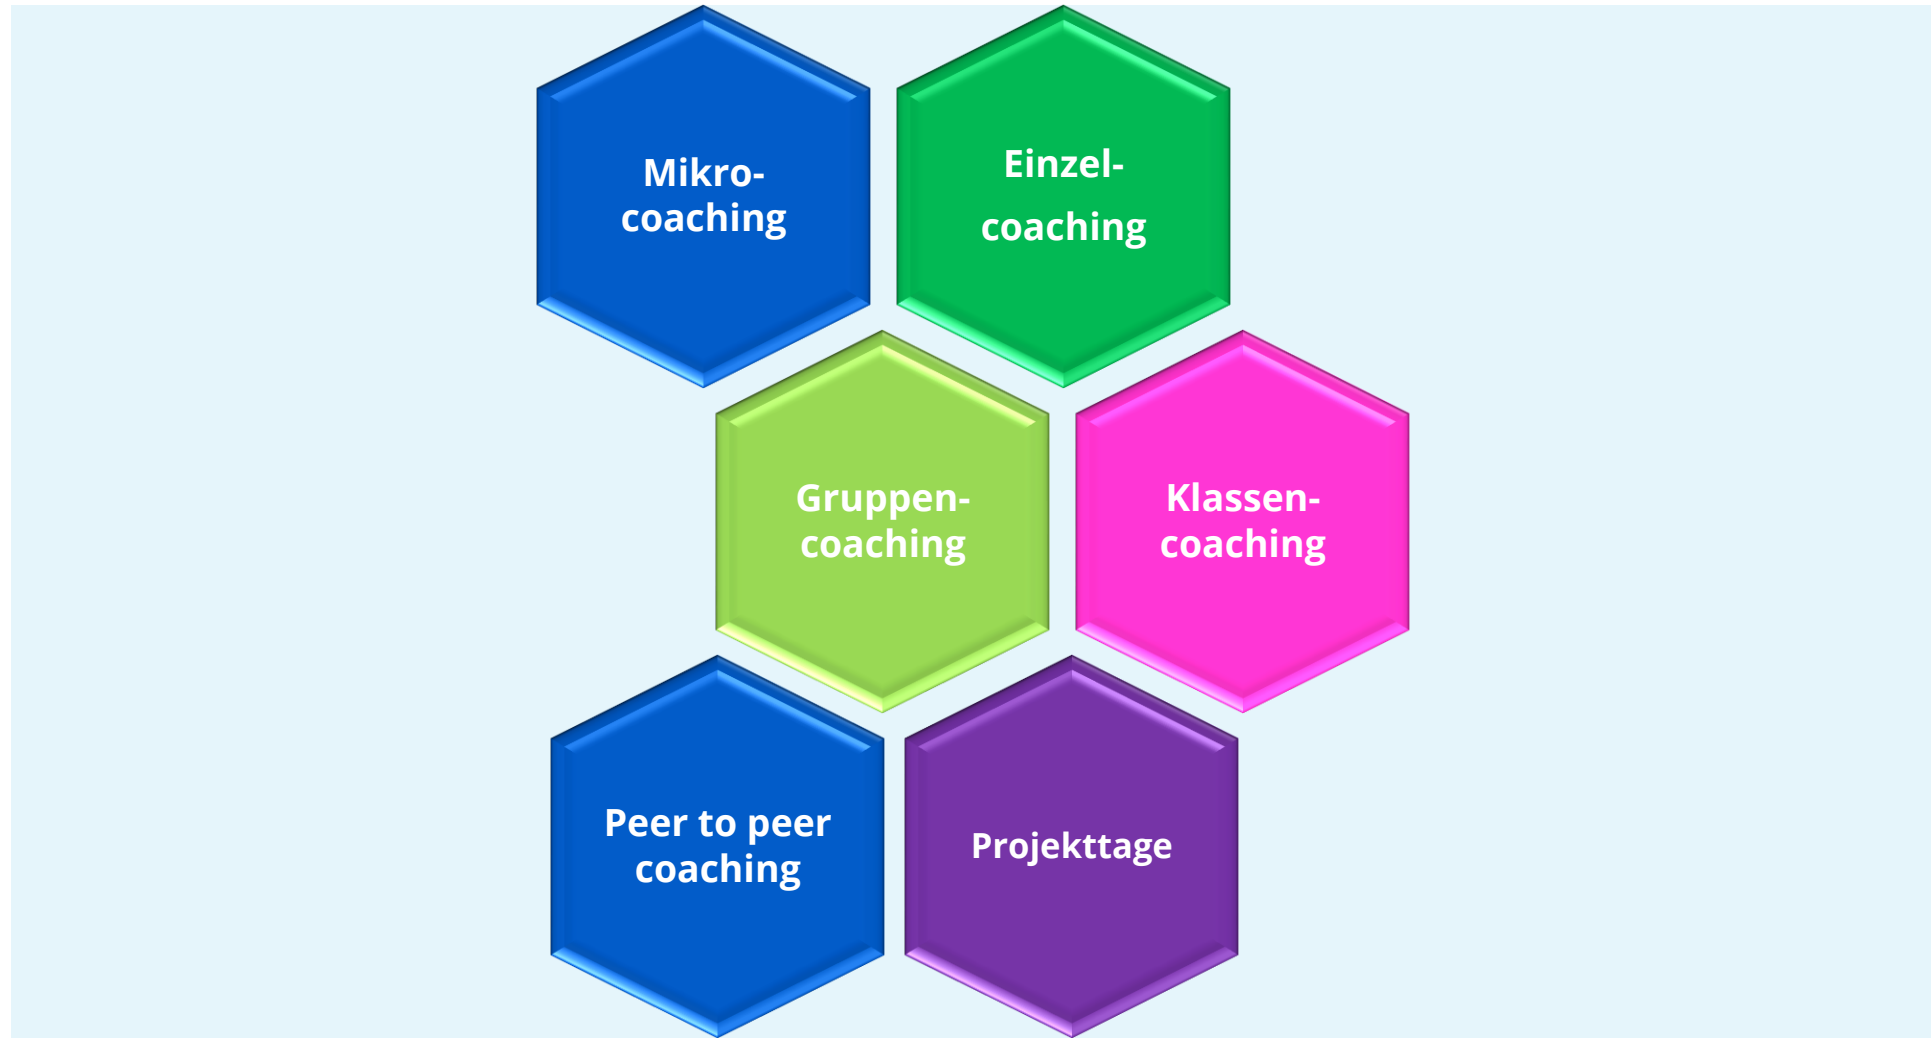 Mikro-
coaching
Einzel-
coaching
Gruppen-
coaching
Klassen-
coaching
Peer to peer
coaching
Projekttage